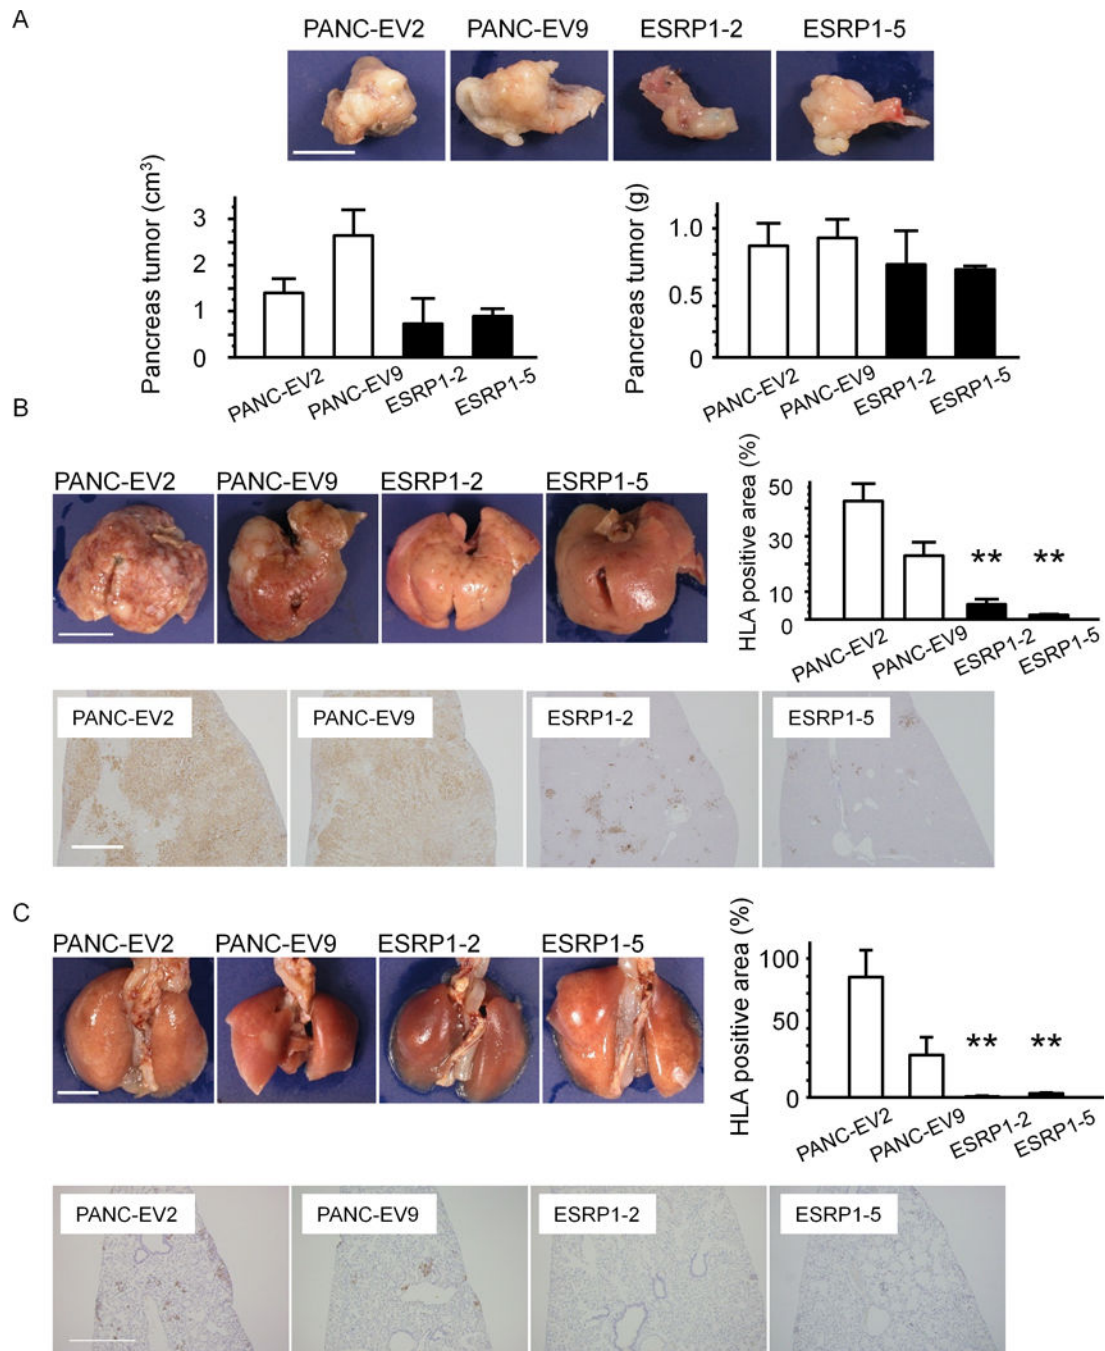 A
PANC-EV2 PANC-EV9 ESRP1-2 ESRP1-5
Pancreas tumor (cm³)
3
2
1
0
PANC-EV2 PANC-EV9 ESRP1-2 ESRP1-5
Pancreas tumor (g)
1.0
0.5
0
PANC-EV2 PANC-EV9 ESRP1-2 ESRP1-5
B
PANC-EV2 PANC-EV9 ESRP1-2 ESRP1-5
HLA positive area (%)
50
30
10
0
** **
PANC-EV2 PANC-EV9 ESRP1-2 ESRP1-5
PANC-EV2 PANC-EV9 ESRP1-2 ESRP1-5
C
PANC-EV2 PANC-EV9 ESRP1-2 ESRP1-5
HLA positive area (%)
100
50
0
** **
PANC-EV2 PANC-EV9 ESRP1-2 ESRP1-5
PANC-EV2 PANC-EV9 ESRP1-2 ESRP1-5